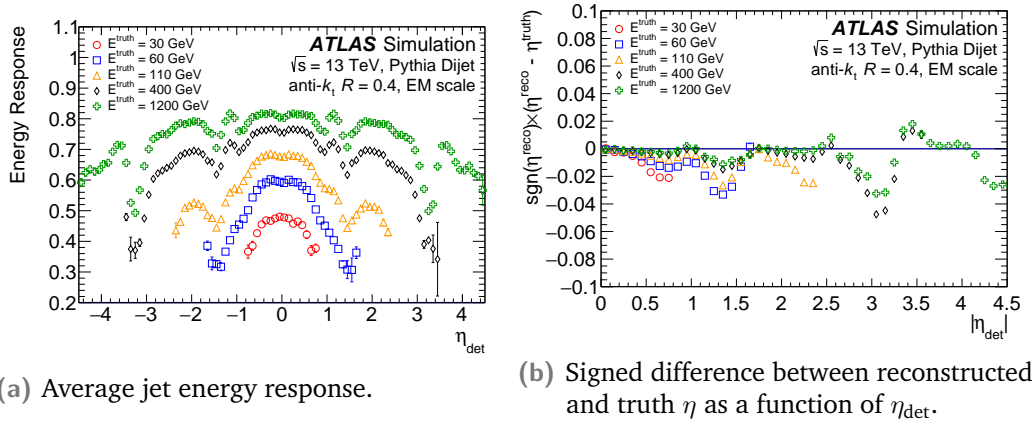 Energy Response
1.1
1
0.9
0.8
0.7
0.6
0.5
0.4
0.3
0.2
E^truth = 30 GeV
E^truth = 60 GeV
E^truth = 110 GeV
E^truth = 400 GeV
E^truth = 1200 GeV
ATLAS Simulation
√s = 13 TeV, Pythia Dijet
anti-k_t R = 0.4, EM scale
−4 −3 −2 −1 0 1 2 3 4
η_det
(a) Average jet energy response.
sgn(η^reco)×(η^reco - η^truth)
0.1
0.08
0.06
0.04
0.02
0
−0.02
−0.04
−0.06
−0.08
−0.1
E^truth = 30 GeV
E^truth = 60 GeV
E^truth = 110 GeV
E^truth = 400 GeV
E^truth = 1200 GeV
ATLAS Simulation
√s = 13 TeV, Pythia Dijet
anti-k_t R = 0.4, EM scale
0 0.5 1 1.5 2 2.5 3 3.5 4 4.5
|η_det|
(b) Signed difference between reconstructed
and truth η as a function of η_det.